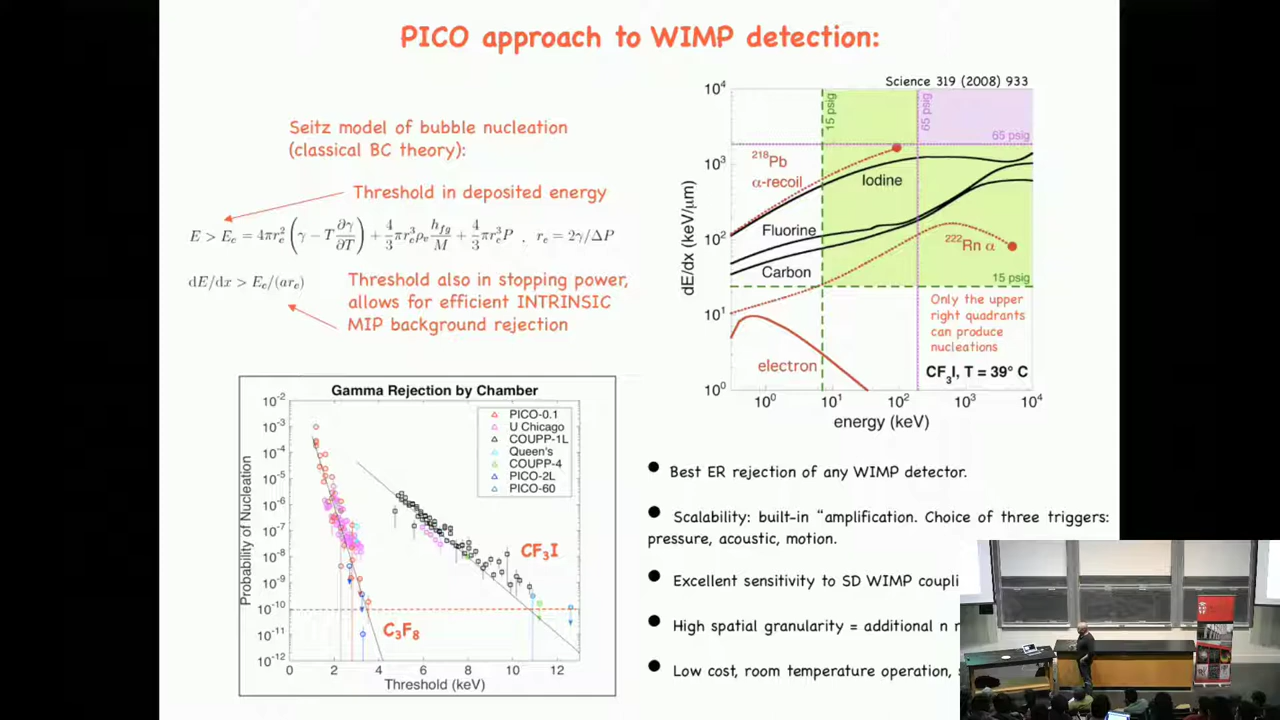 PICO approach to WIMP detection:
Seitz model of bubble nucleation
(classical BC theory):
Threshold in deposited energy
E > E_c = 4πr_c^2 (γ − T ∂γ/∂T) + 4/3 πr_c^3 ρ_v h_fg/M + 4/3 πr_c^3 P , r_c = 2γ/ΔP
dE/dx > E_c/(ar_c)
Threshold also in stopping power,
allows for efficient INTRINSIC
MIP background rejection
Science 319 (2008) 933
10^4
10^3
10^2
10^1
10^0
dE/dx (keV/μm)
15 psig
65 psig
65 psig
218Pb
α-recoil
Iodine
Fluorine
Carbon
222Rn α
15 psig
electron
Only the upper
right quadrants
can produce
nucleations
CF3I, T = 39° C
10^0 10^1 10^2 10^3 10^4
energy (keV)
Gamma Rejection by Chamber
10^-2
10^-3
10^-4
10^-5
10^-6
10^-7
10^-8
10^-9
10^-10
10^-11
10^-12
Probability of Nucleation
PICO-0.1
U Chicago
COUPP-1L
Queen's
COUPP-4
PICO-2L
PICO-60
CF3I
C3F8
0 2 4 6 8 10 12
Threshold (keV)
● Best ER rejection of any WIMP detector.
● Scalability: built-in “amplification. Choice of three triggers:
pressure, acoustic, motion.
● Excellent sensitivity to SD WIMP coupli
● High spatial granularity = additional n
● Low cost, room temperature operation,